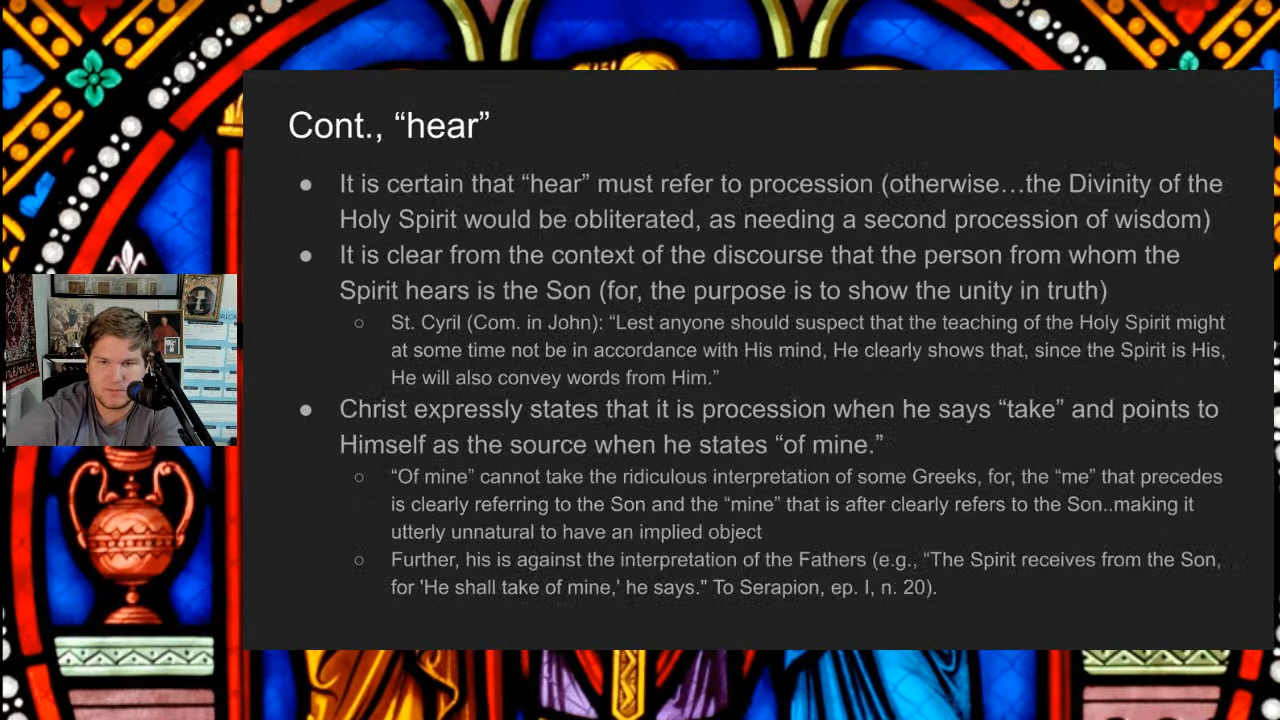 Cont., “hear”
● It is certain that “hear” must refer to procession (otherwise…the Divinity of the
Holy Spirit would be obliterated, as needing a second procession of wisdom)
● It is clear from the context of the discourse that the person from whom the
Spirit hears is the Son (for, the purpose is to show the unity in truth)
○ St. Cyril (Com. in John): “Lest anyone should suspect that the teaching of the Holy Spirit might
at some time not be in accordance with His mind, He clearly shows that, since the Spirit is His,
He will also convey words from Him.”
● Christ expressly states that it is procession when he says “take” and points to
Himself as the source when he states “of mine.”
○ “Of mine” cannot take the ridiculous interpretation of some Greeks, for, the “me” that precedes
is clearly referring to the Son and the “mine” that is after clearly refers to the Son..making it
utterly unnatural to have an implied object
○ Further, his is against the interpretation of the Fathers (e.g., “The Spirit receives from the Son,
for 'He shall take of mine,' he says." To Serapion, ep. I, n. 20).